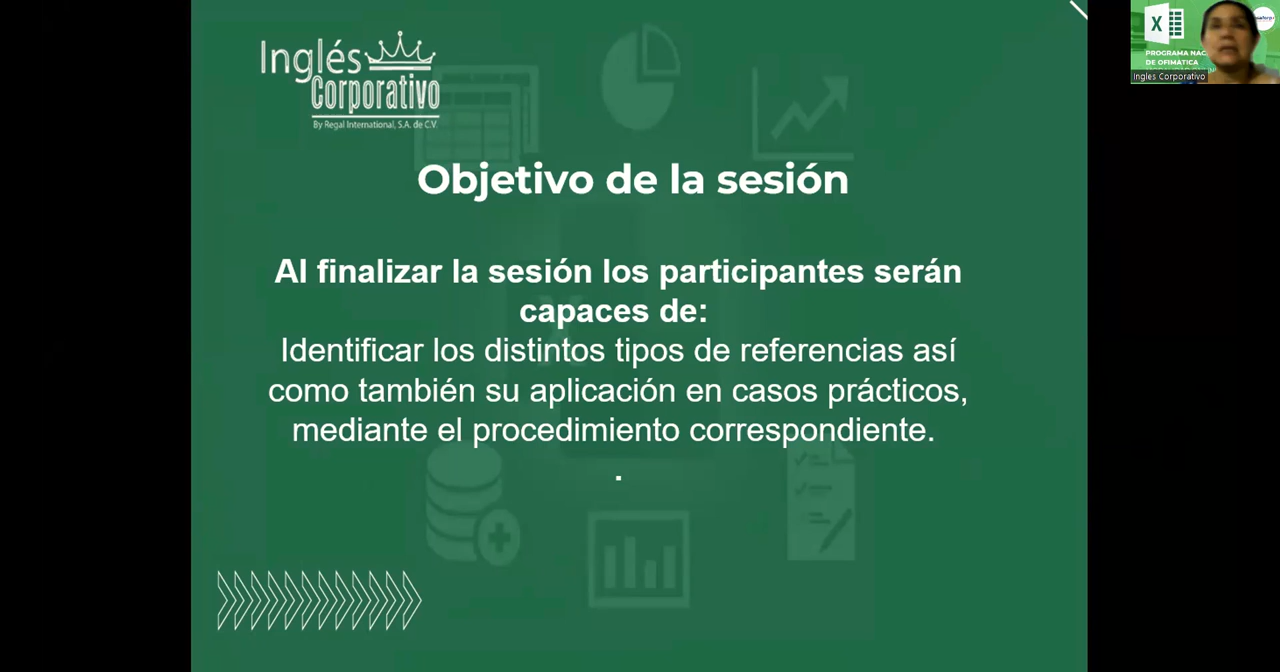 Inglés
Corporativo
By Regal International, S.A. de C.V.
Objetivo de la sesión
Al finalizar la sesión los participantes serán
capaces de:
Identificar los distintos tipos de referencias así
como también su aplicación en casos prácticos,
mediante el procedimiento correspondiente.
.
X
PROGRAMA
DE OFIMATICA
Ingles Corporativo